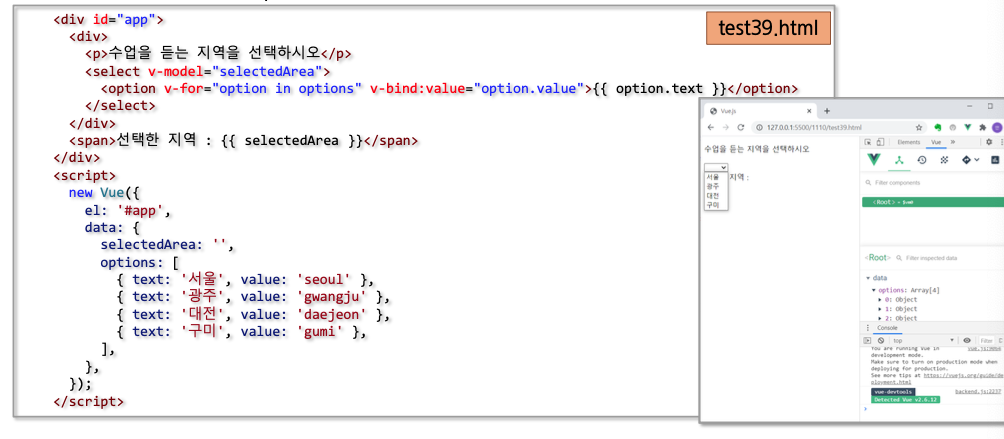 test39.html
<div id="app">
<div>
<p>수업을 듣는 지역을 선택하시오</p>
<select v-model="selectedArea">
<option v-for="option in options" v-bind:value="option.value">{{ option.text }}</option>
</select>
</div>
<span>선택한 지역 : {{ selectedArea }}</span>
</div>
<script>
new Vue({
el: '#app',
data: {
selectedArea: '',
options: [
{ text: '서울', value: 'seoul' },
{ text: '광주', value: 'gwangju' },
{ text: '대전', value: 'daejeon' },
{ text: '구미', value: 'gumi' },
],
},
});
</script>
Vue.js
127.0.0.1:5500/1110/test39.html
수업을 듣는 지역을 선택하시오
서울
광주
대전
구미
지역 :
Elements Vue
Filter components
<Root>
<Root> Filter inspected data
data
options: Array[4]
0: Object
1: Object
2: Object
Console
top Filter
You are running Vue in vue.js:9064
development mode.
Make sure to turn on production mode when
deploying for production.
See more tips at https://vuejs.org/guide/de
ployment.html
vue-devtools backend.js:2237
Detected Vue v2.6.12